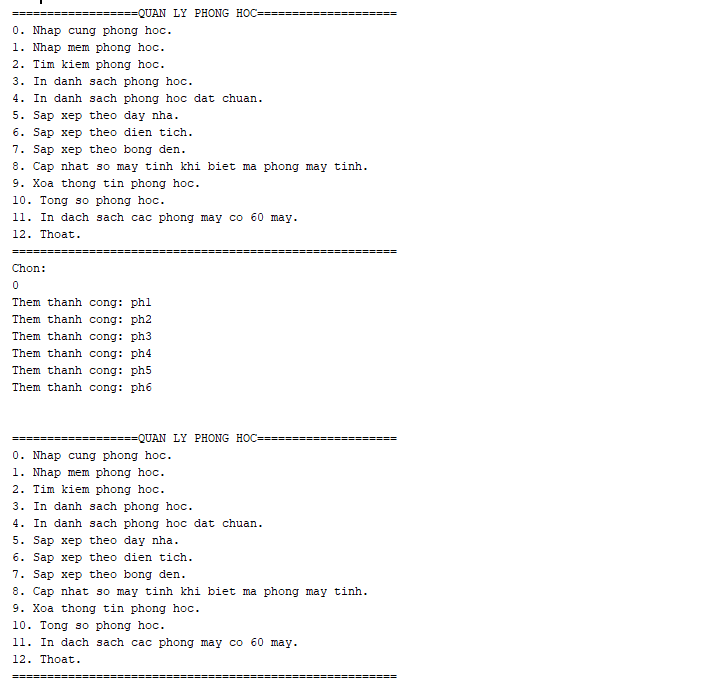 ==================QUAN LY PHONG HOC====================
0. Nhap cung phong hoc.
1. Nhap mem phong hoc.
2. Tim kiem phong hoc.
3. In danh sach phong hoc.
4. In danh sach phong hoc dat chuan.
5. Sap xep theo day nha.
6. Sap xep theo dien tich.
7. Sap xep theo bong den.
8. Cap nhat so may tinh khi biet ma phong may tinh.
9. Xoa thong tin phong hoc.
10. Tong so phong hoc.
11. In dach sach cac phong may co 60 may.
12. Thoat.
=======================================================
Chon:
0
Them thanh cong: ph1
Them thanh cong: ph2
Them thanh cong: ph3
Them thanh cong: ph4
Them thanh cong: ph5
Them thanh cong: ph6
==================QUAN LY PHONG HOC====================
0. Nhap cung phong hoc.
1. Nhap mem phong hoc.
2. Tim kiem phong hoc.
3. In danh sach phong hoc.
4. In danh sach phong hoc dat chuan.
5. Sap xep theo day nha.
6. Sap xep theo dien tich.
7. Sap xep theo bong den.
8. Cap nhat so may tinh khi biet ma phong may tinh.
9. Xoa thong tin phong hoc.
10. Tong so phong hoc.
11. In dach sach cac phong may co 60 may.
12. Thoat.
=======================================================